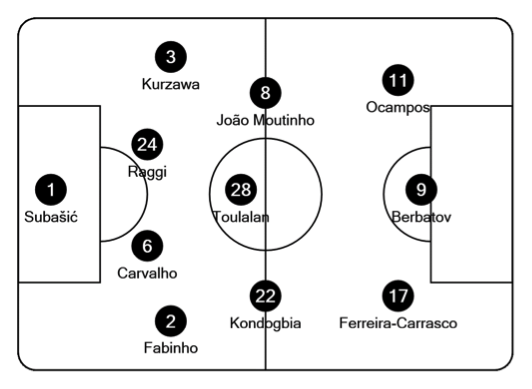 3
Kurzawa
11
Ocampos
8
João Moutinho
24
Raggi
1
Subašić
28
Toulalan
9
Berbatov
6
Carvalho
22
Kondogbia
17
Ferreira-Carrasco
2
Fabinho